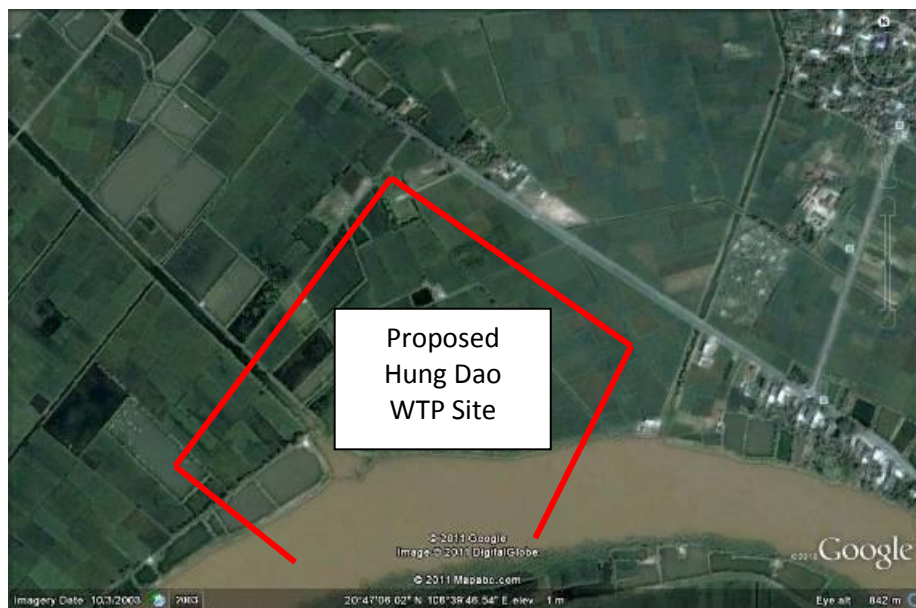 N
Proposed
Hung Dao
WTP Site
© 2011 Google
Image © 2011 DigitalGlobe
© 2011 Mapabc.com
©2010 Google
Imagery Date: 10/3/2003 2003 20°47'06.02" N 106°39'46.54" E elev 1 m Eye alt 842 m